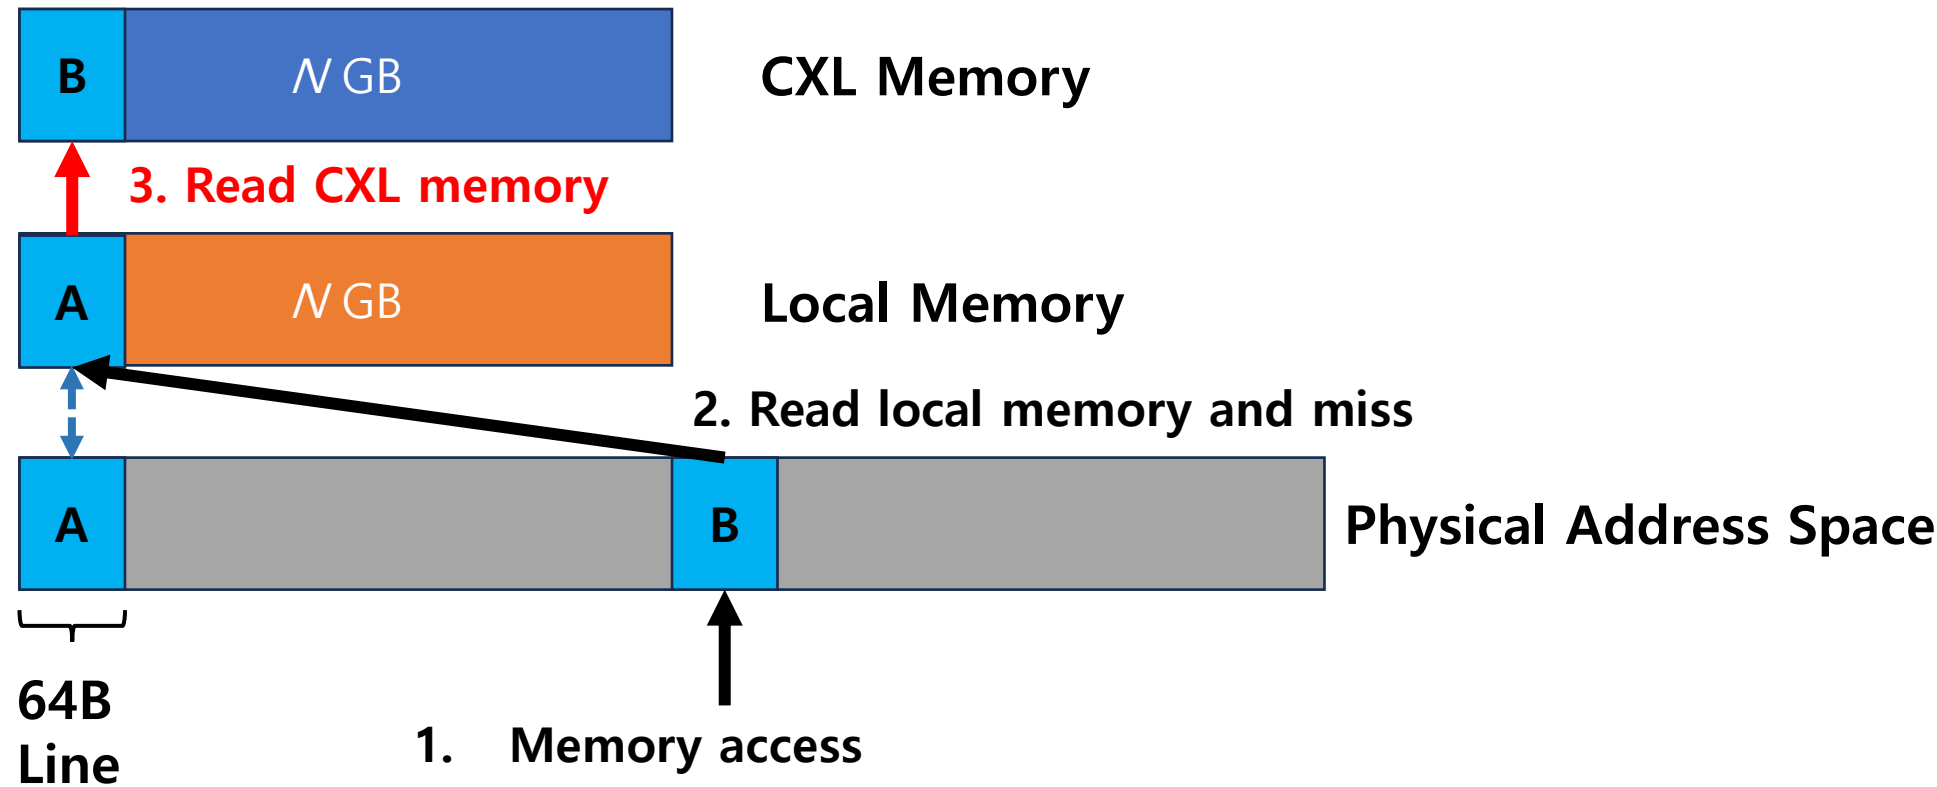 B
N GB
CXL Memory
3. Read CXL memory
A
N GB
Local Memory
2. Read local memory and miss
A
B
Physical Address Space
64B
Line
1. Memory access